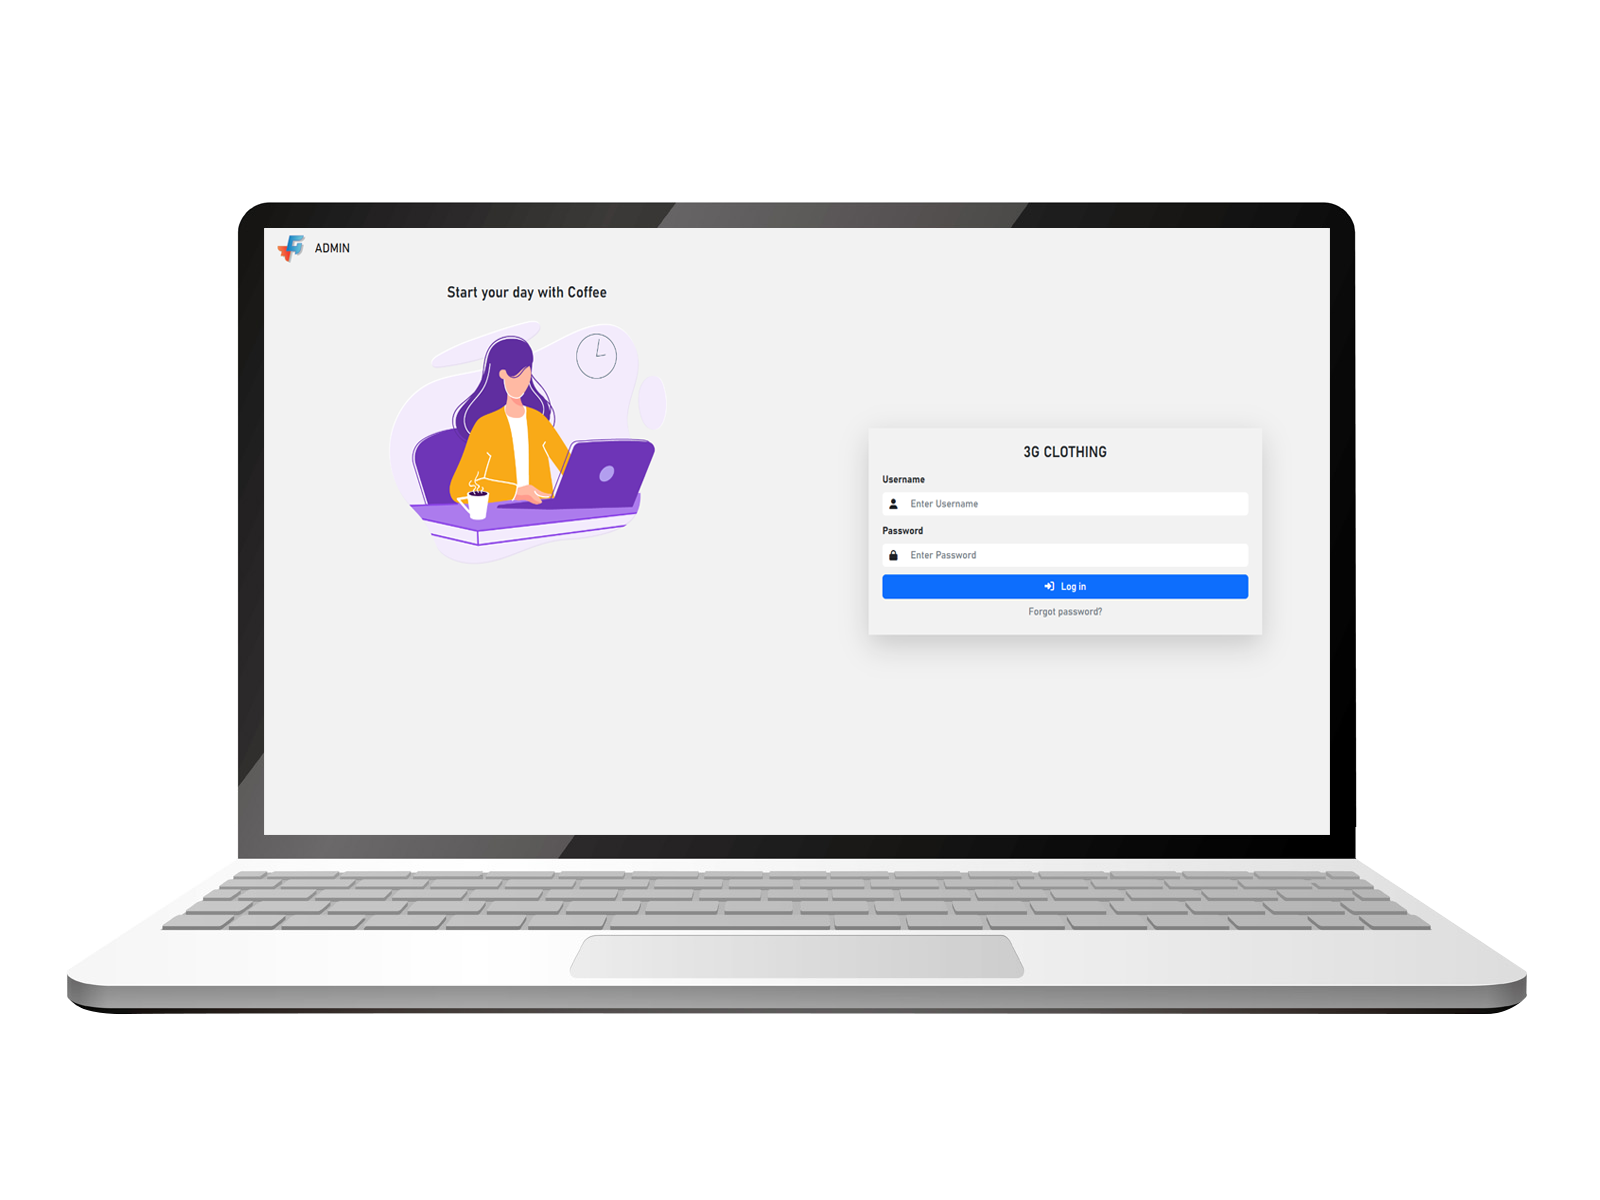 ADMIN
Start your day with Coffee
3G CLOTHING
Username
Enter Username
Password
Enter Password
Log in
Forgot password?